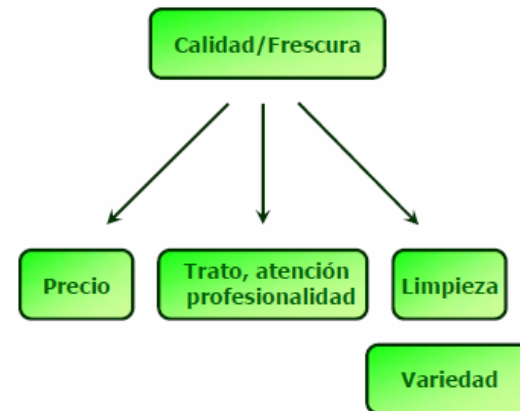 Calidad/Frescura
Precio
Trato, atención
profesionalidad
Limpieza
Variedad